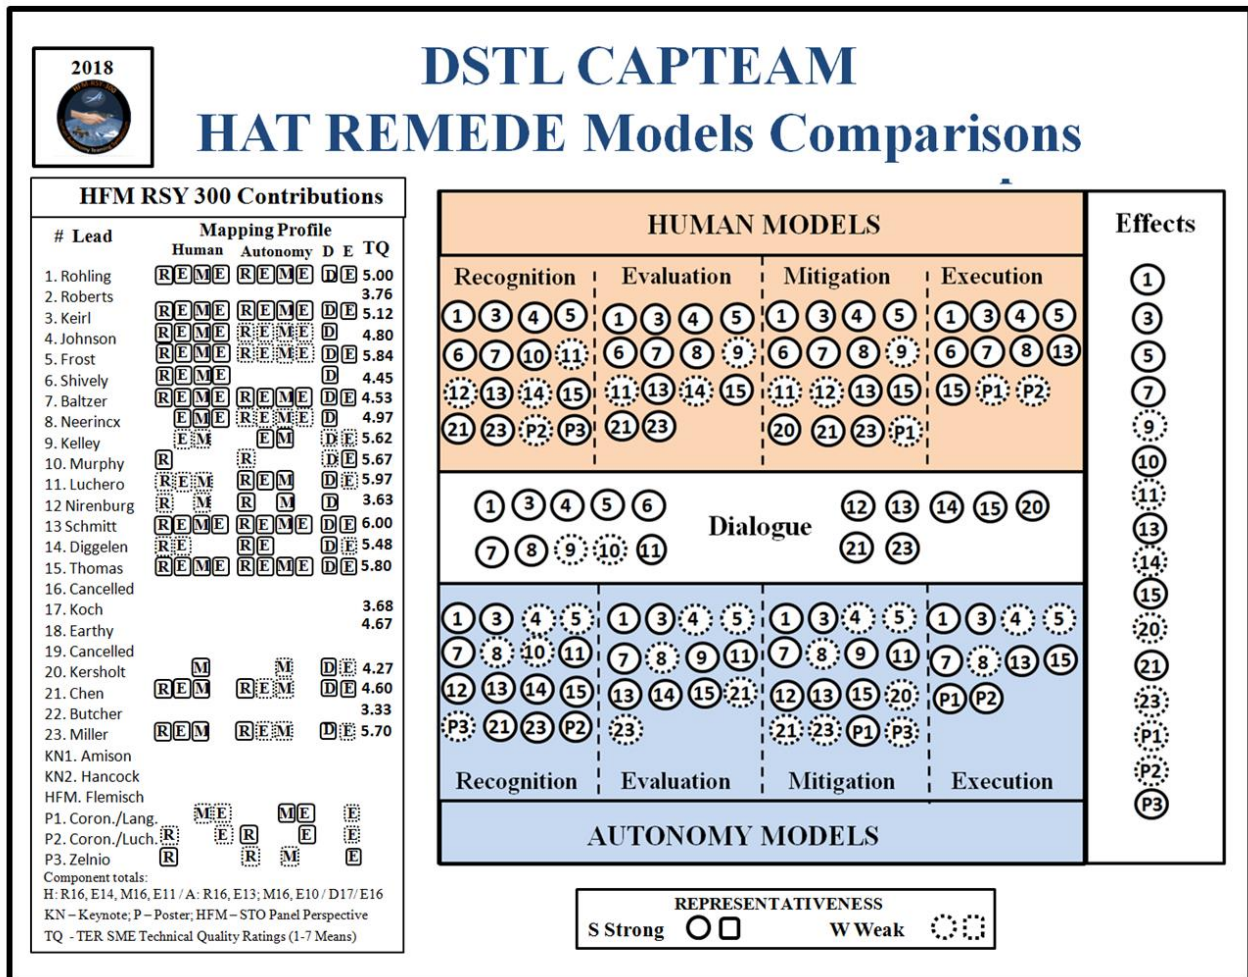 2018
DSTL CAPTEAM
HAT REMEDE Models Comparisons
HFM RSY 300 Contributions
# Lead Mapping Profile
Human Autonomy D E TQ
1. Rohling R E M E R E M E D E 5.00
2. Roberts 3.76
3. Keirl R E M E R E M E D E 5.12
4. Johnson R E M E R E M E D 4.80
5. Frost R E M E R E M E D E 5.84
6. Shively R E M E D 4.45
7. Baltzer R E M E R E M E D E 4.53
8. Neerincx E M E R E M E D 4.97
9. Kelley E M E M D E 5.62
10. Murphy R R D E 5.67
11. Luchero R E M R E M D E 5.97
12 Nirenburg R M R M D 3.63
13 Schmitt R E M E R E M E D E 6.00
14. Diggelen R E R E D E 5.48
15. Thomas R E M E R E M E D E 5.80
16. Cancelled
17. Koch 3.68
18. Earthy 4.67
19. Cancelled
20. Kersholt M M D E 4.27
21. Chen R E M R E M D E 4.60
22. Butcher 3.33
23. Miller R E M R E M D E 5.70
KN1. Amison
KN2. Hancock
HFM. Flemisch
P1. Coron./Lang. M E M E E
P2. Coron./Luch. R E R E E
P3. Zelnio R R M E
Component totals:
H: R16, E14, M16, E11 / A: R16, E13; M16, E10 / D17/ E16
KN – Keynote; P – Poster; HFM – STO Panel Perspective
TQ - TER SME Technical Quality Ratings (1-7 Means)
HUMAN MODELS
Recognition
1 3 4 5
6 7 10 11
12 13 14 15
21 23 P2 P3
Evaluation
1 3 4 5
6 7 8 9
11 13 14 15
21 23
Mitigation
1 3 4 5
6 7 8 9
11 12 13 15
20 21 23 P1
Execution
1 3 4 5
6 7 8 13
15 P1 P2
1 3 4 5 6
7 8 9 10 11
Dialogue
12 13 14 15 20
21 23
1 3 4 5
7 8 10 11
12 13 14 15
P3 21 23 P2
Recognition
1 3 4 5
7 8 9 11
13 14 15 21
23
Evaluation
1 3 4 5
7 8 9 11
12 13 15 20
21 23 P1 P3
Mitigation
1 3 4 5
7 8 13 15
P1 P2
Execution
AUTONOMY MODELS
Effects
1
3
5
7
9
10
11
13
14
15
20
21
23
P1
P2
P3
REPRESENTATIVENESS
S Strong W Weak